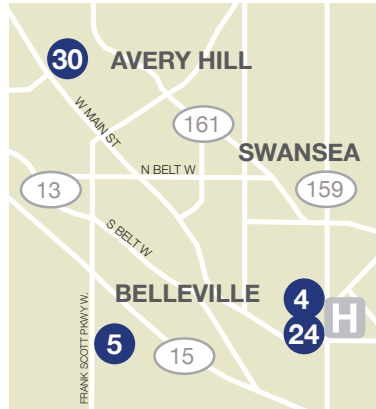 30
AVERY HILL
W MAIN ST
161
SWANSEA
N BELT W
13
159
S BELT W
BELLEVILLE
4
H
24
FRANK SCOTT PKWY W.
5
15